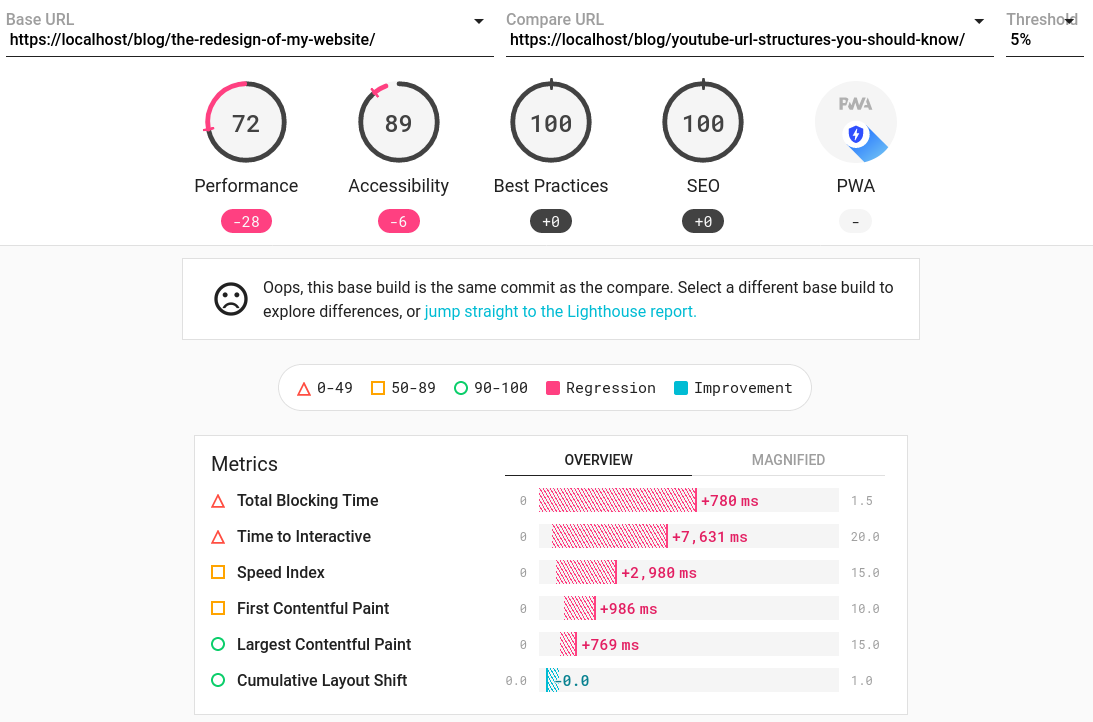 Base URL
https://localhost/blog/the-redesign-of-my-website/
Compare URL
https://localhost/blog/youtube-url-structures-you-should-know/
Threshold
5%
72
89
100
100
PWA
Performance
Accessibility
Best Practices
SEO
PWA
-28
-6
+0
+0
-
Oops, this base build is the same commit as the compare. Select a different base build to
explore differences, or jump straight to the Lighthouse report.
0-49
50-89
90-100
Regression
Improvement
Metrics
OVERVIEW
MAGNIFIED
Total Blocking Time
0
+780 ms
1.5
Time to Interactive
0
+7,631 ms
20.0
Speed Index
0
+2,980 ms
15.0
First Contentful Paint
0
+986 ms
10.0
Largest Contentful Paint
0
+769 ms
15.0
Cumulative Layout Shift
0.0
-0.0
1.0